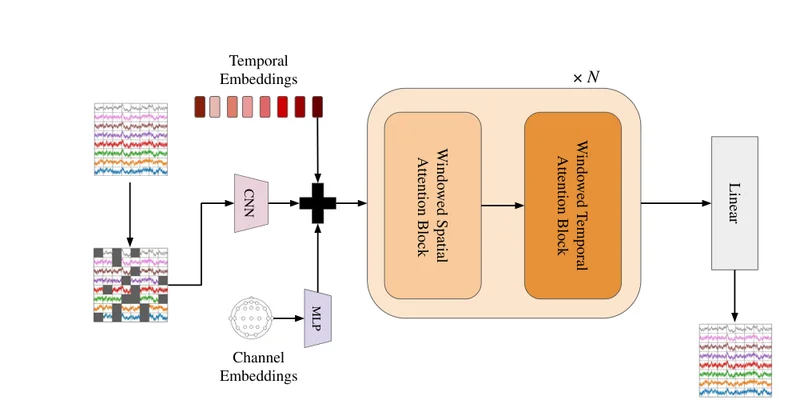 Temporal
Embeddings
× N
CNN
MLP
Channel
Embeddings
Windowed Spatial
Attention Block
Windowed Temporal
Attention Block
Linear